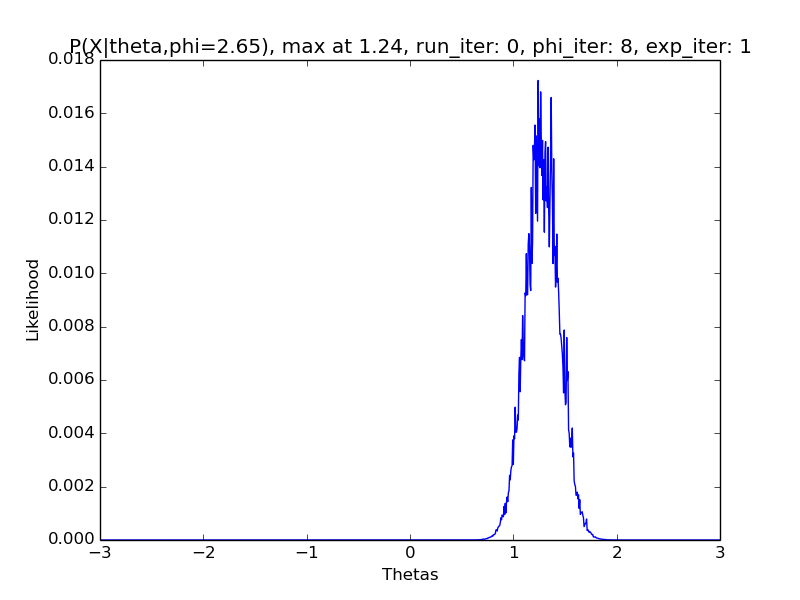 P(X|theta,phi=2.65), max at 1.24, run_iter: 0, phi_iter: 8, exp_iter: 1
0.018
0.016
0.014
0.012
0.010
0.008
0.006
0.004
0.002
0.000
Likelihood
−3 −2 −1 0 1 2 3
Thetas